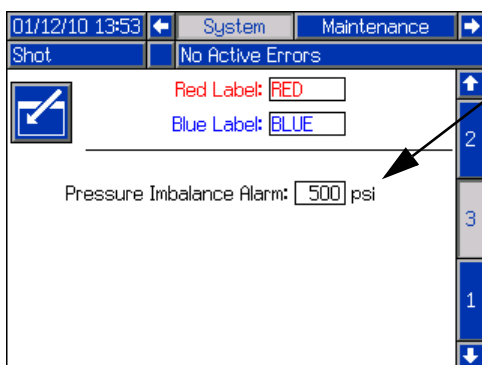 01/12/10 13:53 System Maintenance
Shot No Active Errors
Red Label: RED
Blue Label: BLUE
2
Pressure Imbalance Alarm: 500 psi
3
1